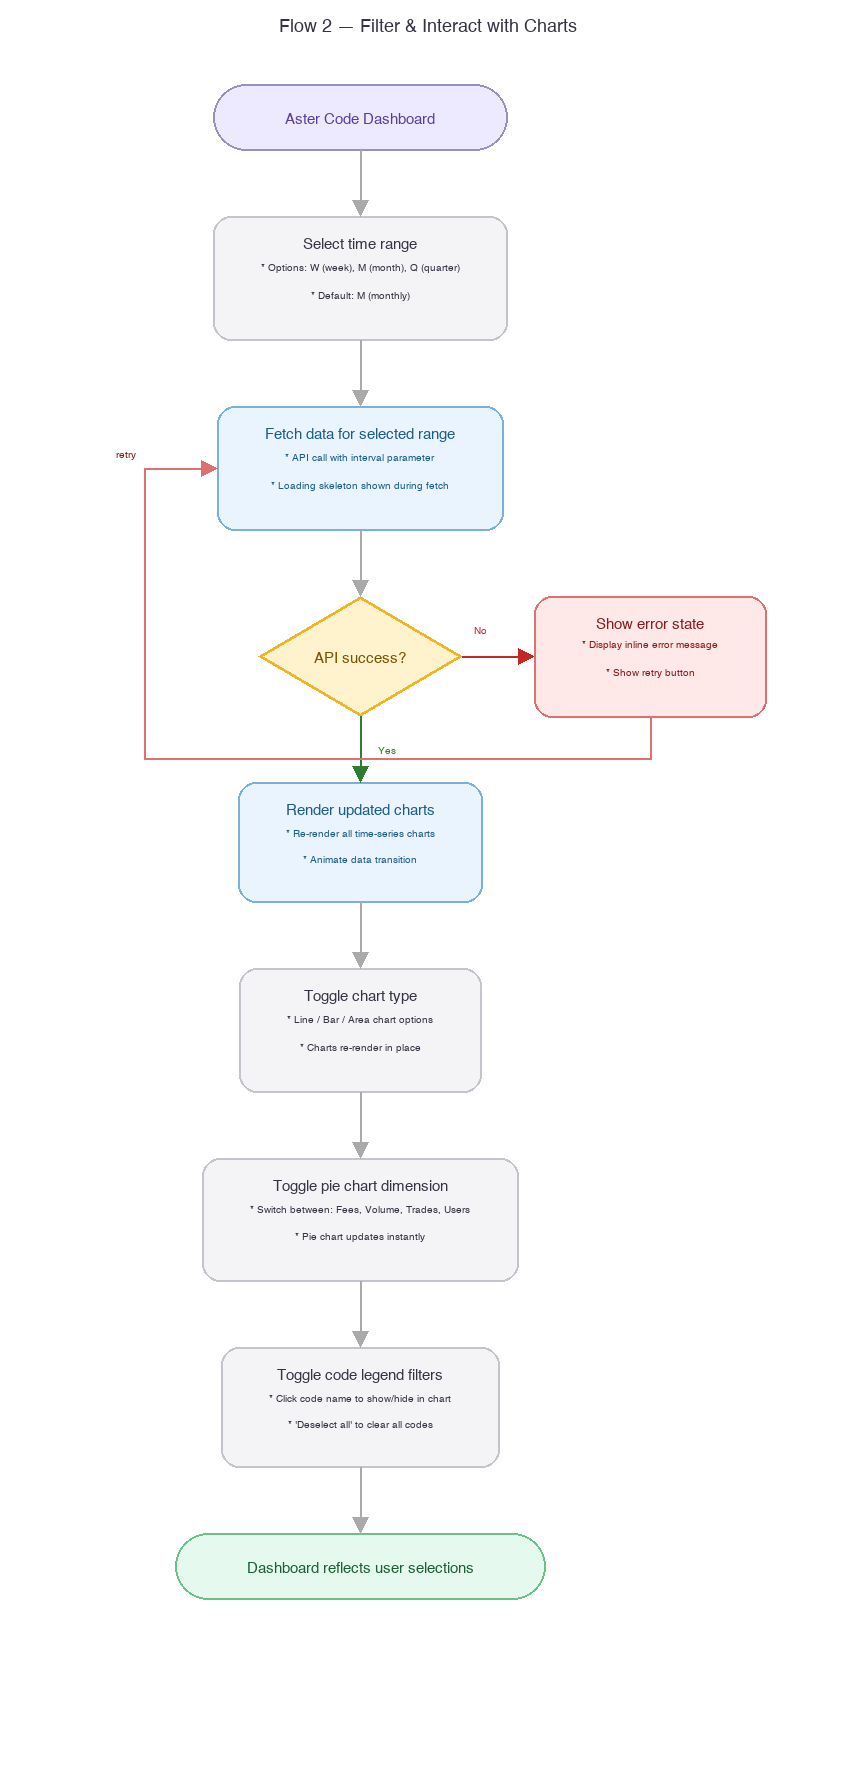 Flow 2 — Filter & Interact with Charts
Aster Code Dashboard
Select time range
* Options: W (week), M (month), Q (quarter)
* Default: M (monthly)
Fetch data for selected range
* API call with interval parameter
* Loading skeleton shown during fetch
retry
API success?
No
Show error state
* Display inline error message
* Show retry button
Yes
Render updated charts
* Re-render all time-series charts
* Animate data transition
Toggle chart type
* Line / Bar / Area chart options
* Charts re-render in place
Toggle pie chart dimension
* Switch between: Fees, Volume, Trades, Users
* Pie chart updates instantly
Toggle code legend filters
* Click code name to show/hide in chart
* 'Deselect all' to clear all codes
Dashboard reflects user selections